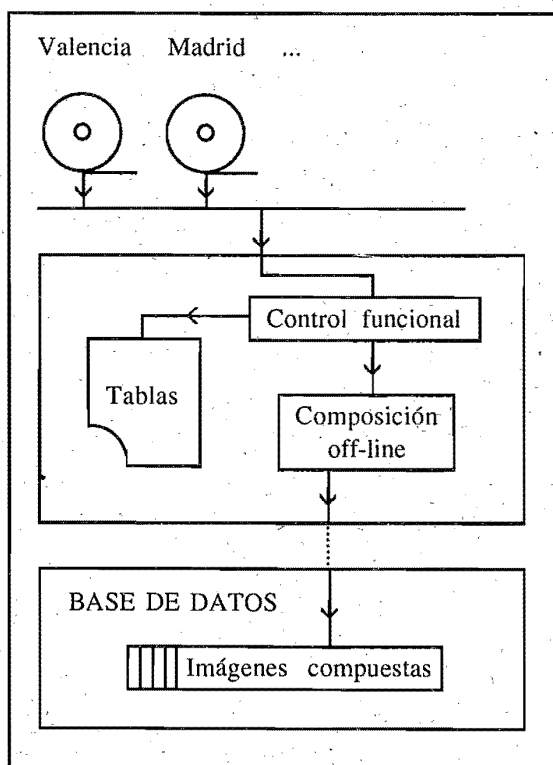 Valencia Madrid ...
Control funcional
Tablas
Composición
off-line
BASE DE DATOS
Imágenes compuestas